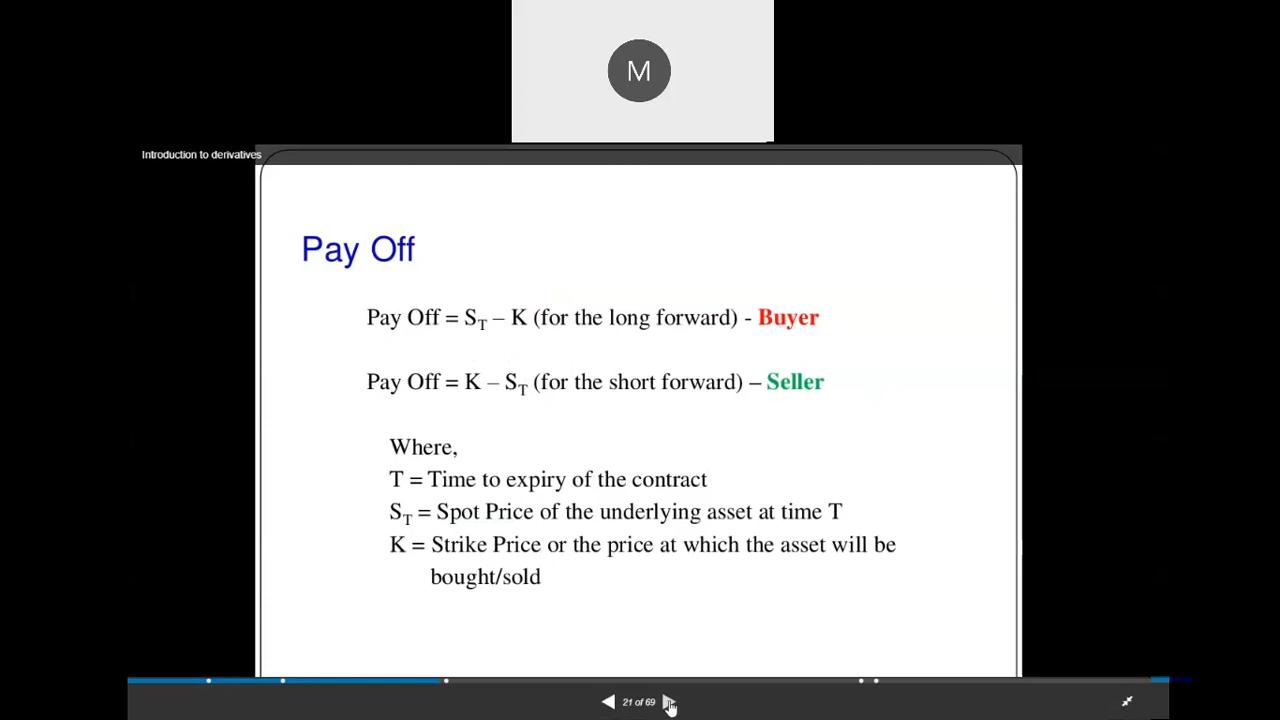 M
Introduction to derivatives
Pay Off
Pay Off = S_T – K (for the long forward) - Buyer
Pay Off = K – S_T (for the short forward) – Seller
Where,
T = Time to expiry of the contract
S_T = Spot Price of the underlying asset at time T
K = Strike Price or the price at which the asset will be
bought/sold
21 of 69